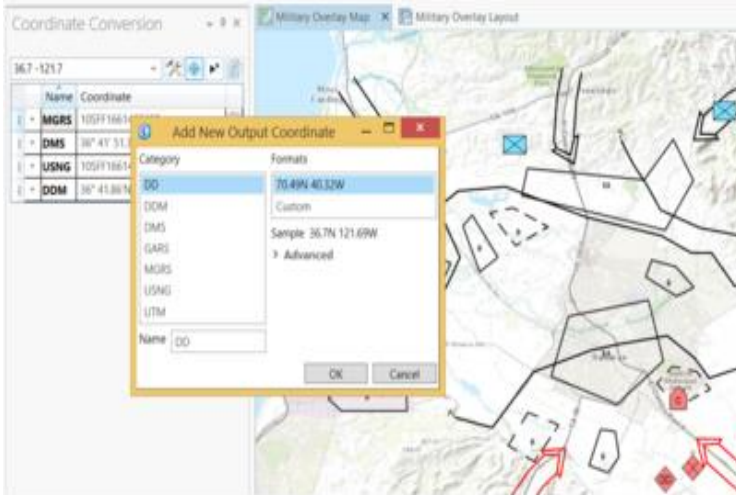 Coordinate Conversion
Military Overlay Map
Military Overlay Layout
36.7 -121.7
Name Coordinate
MGRS
DMS 36° 41'
USNG
DDM
Add New Output Coordinate
Category
Formats
DD
70.49N 40.32W
DDM
Custom
DMS
Sample 36.7N 121.69W
GARS
> Advanced
MGRS
USNG
UTM
Name DD
OK
Cancel